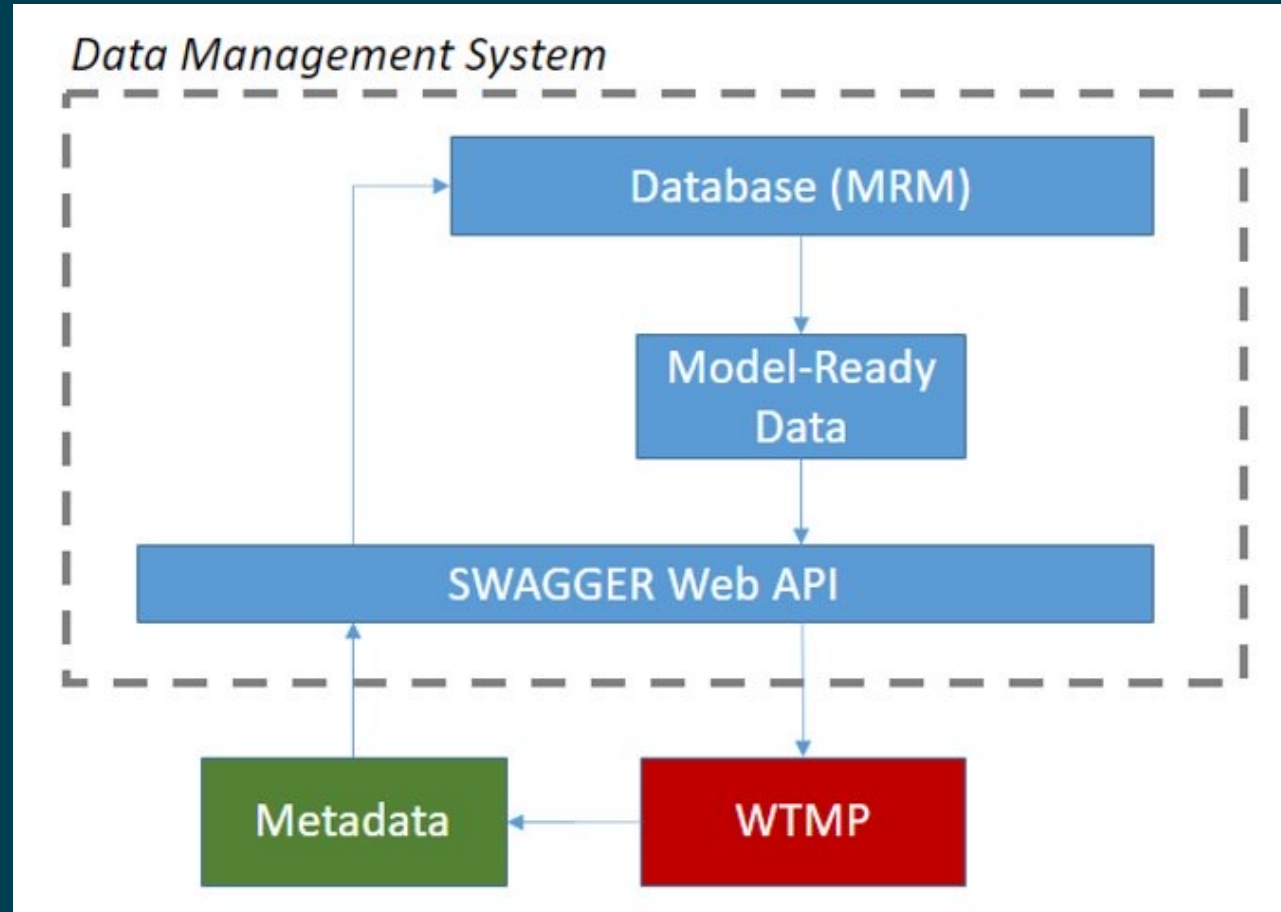 Data Management System
Database (MRM)
Model-Ready
Data
SWAGGER Web API
Metadata
WTMP